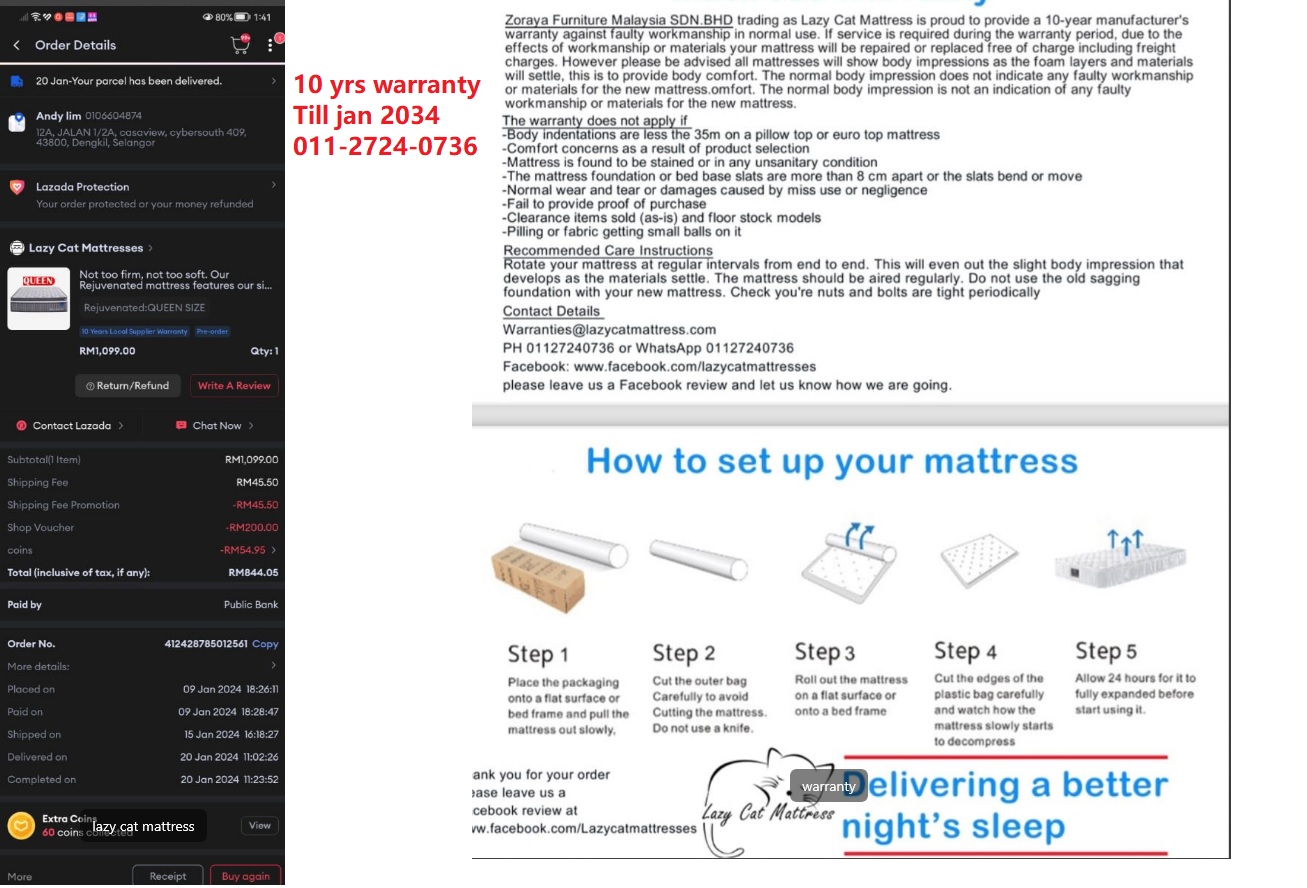 80% 1:41
Order Details
99+
20 Jan-Your parcel has been delivered.
Andy lim 0106604874
12A, JALAN 1/2A, casaview, cybersouth 409,
43800, Dengkil, Selangor
Lazada Protection
Your order protected or your money refunded
Lazy Cat Mattresses
QUEEN
Not too firm, not too soft. Our
Rejuvenated mattress features our si...
Rejuvenated:QUEEN SIZE
10 Years Local Supplier Warranty Pre-order
RM1,099.00 Qty: 1
Return/Refund Write A Review
Contact Lazada Chat Now
Subtotal(1 Item) RM1,099.00
Shipping Fee RM45.50
Shipping Fee Promotion -RM45.50
Shop Voucher -RM200.00
coins -RM54.95
Total (inclusive of tax, if any): RM844.05
Paid by Public Bank
Order No. 412428785012561 Copy
More details:
Placed on 09 Jan 2024 18:26:11
Paid on 09 Jan 2024 18:28:47
Shipped on 15 Jan 2024 16:18:27
Delivered on 20 Jan 2024 11:02:26
Completed on 20 Jan 2024 11:23:52
Extra Coins
60 coins collected View
lazy cat mattress
More Receipt Buy again
10 yrs warranty
Till jan 2034
011-2724-0736
Zoraya Furniture Malaysia SDN.BHD trading as Lazy Cat Mattress is proud to provide a 10-year manufacturer's
warranty against faulty workmanship in normal use. If service is required during the warranty period, due to the
effects of workmanship or materials your mattress will be repaired or replaced free of charge including freight
charges. However please be advised all mattresses will show body impressions as the foam layers and materials
will settle, this is to provide body comfort. The normal body impression does not indicate any faulty workmanship
or materials for the new mattress.omfort. The normal body impression is not an indication of any faulty
workmanship or materials for the new mattress.
The warranty does not apply if
-Body indentations are less the 35m on a pillow top or euro top mattress
-Comfort concerns as a result of product selection
-Mattress is found to be stained or in any unsanitary condition
-The mattress foundation or bed base slats are more than 8 cm apart or the slats bend or move
-Normal wear and tear or damages caused by miss use or negligence
-Fail to provide proof of purchase
-Clearance items sold (as-is) and floor stock models
-Pilling or fabric getting small balls on it
Recommended Care Instructions
Rotate your mattress at regular intervals from end to end. This will even out the slight body impression that
develops as the materials settle. The mattress should be aired regularly. Do not use the old sagging
foundation with your new mattress. Check you're nuts and bolts are tight periodically
Contact Details
Warranties@lazycatmattress.com
PH 01127240736 or WhatsApp 01127240736
Facebook: www.facebook.com/lazycatmattresses
please leave us a Facebook review and let us know how we are going.
How to set up your mattress
Step 1
Place the packaging
onto a flat surface or
bed frame and pull the
mattress out slowly.
Step 2
Cut the outer bag
Carefully to avoid
Cutting the mattress.
Do not use a knife.
Step 3
Roll out the mattress
on a flat surface or
onto a bed frame
Step 4
Cut the edges of the
plastic bag carefully
and watch how the
mattress slowly starts
to decompress
Step 5
Allow 24 hours for it to
fully expanded before
start using it.
ank you for your order
ease leave us a
cebook review at
ww.facebook.com/Lazycatmattresses
Lazy Cat Mattress
warranty
Delivering a better
night's sleep